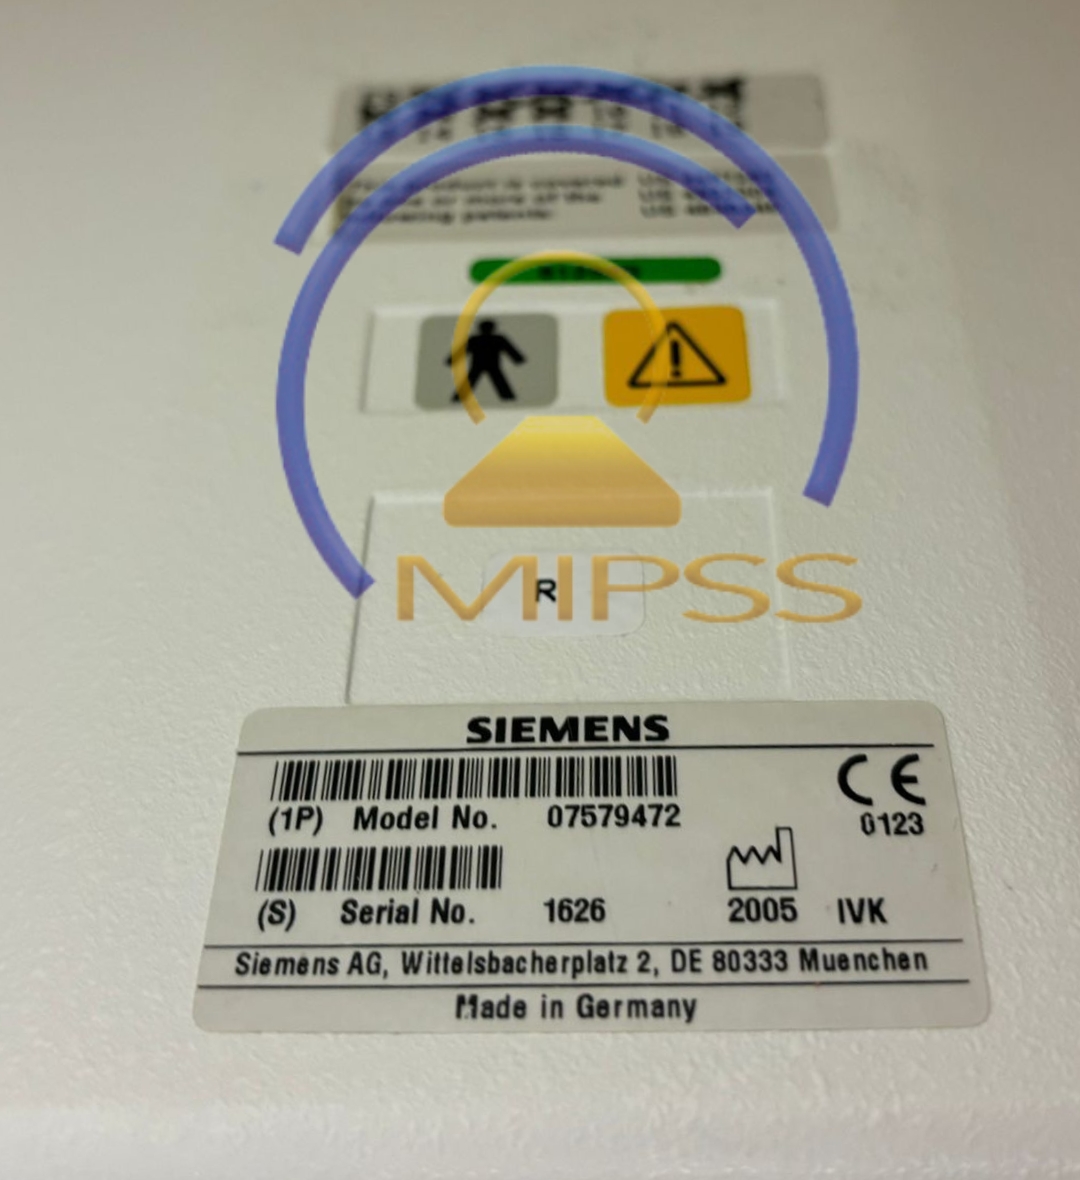 MIPSS
R
SIEMENS
(1P) Model No. 07579472
CE
0123
(S) Serial No. 1626
2005 IVK
Siemens AG, Wittelsbacherplatz 2, DE 80333 Muenchen
Made in Germany